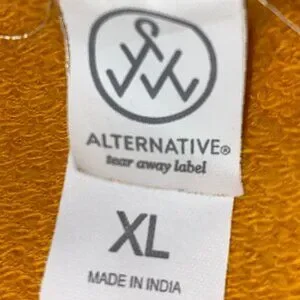 ALTERNATIVE®
tear away label
XL
MADE IN INDIA